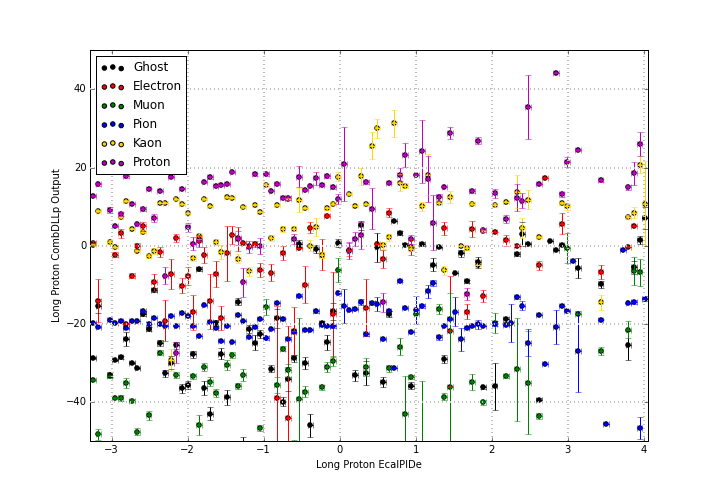 Ghost
Electron
Muon
Pion
Kaon
Proton
40
20
0
−20
−40
Long Proton CombDLLp Output
−3
−2
−1
0
1
2
3
4
Long Proton EcalPIDe